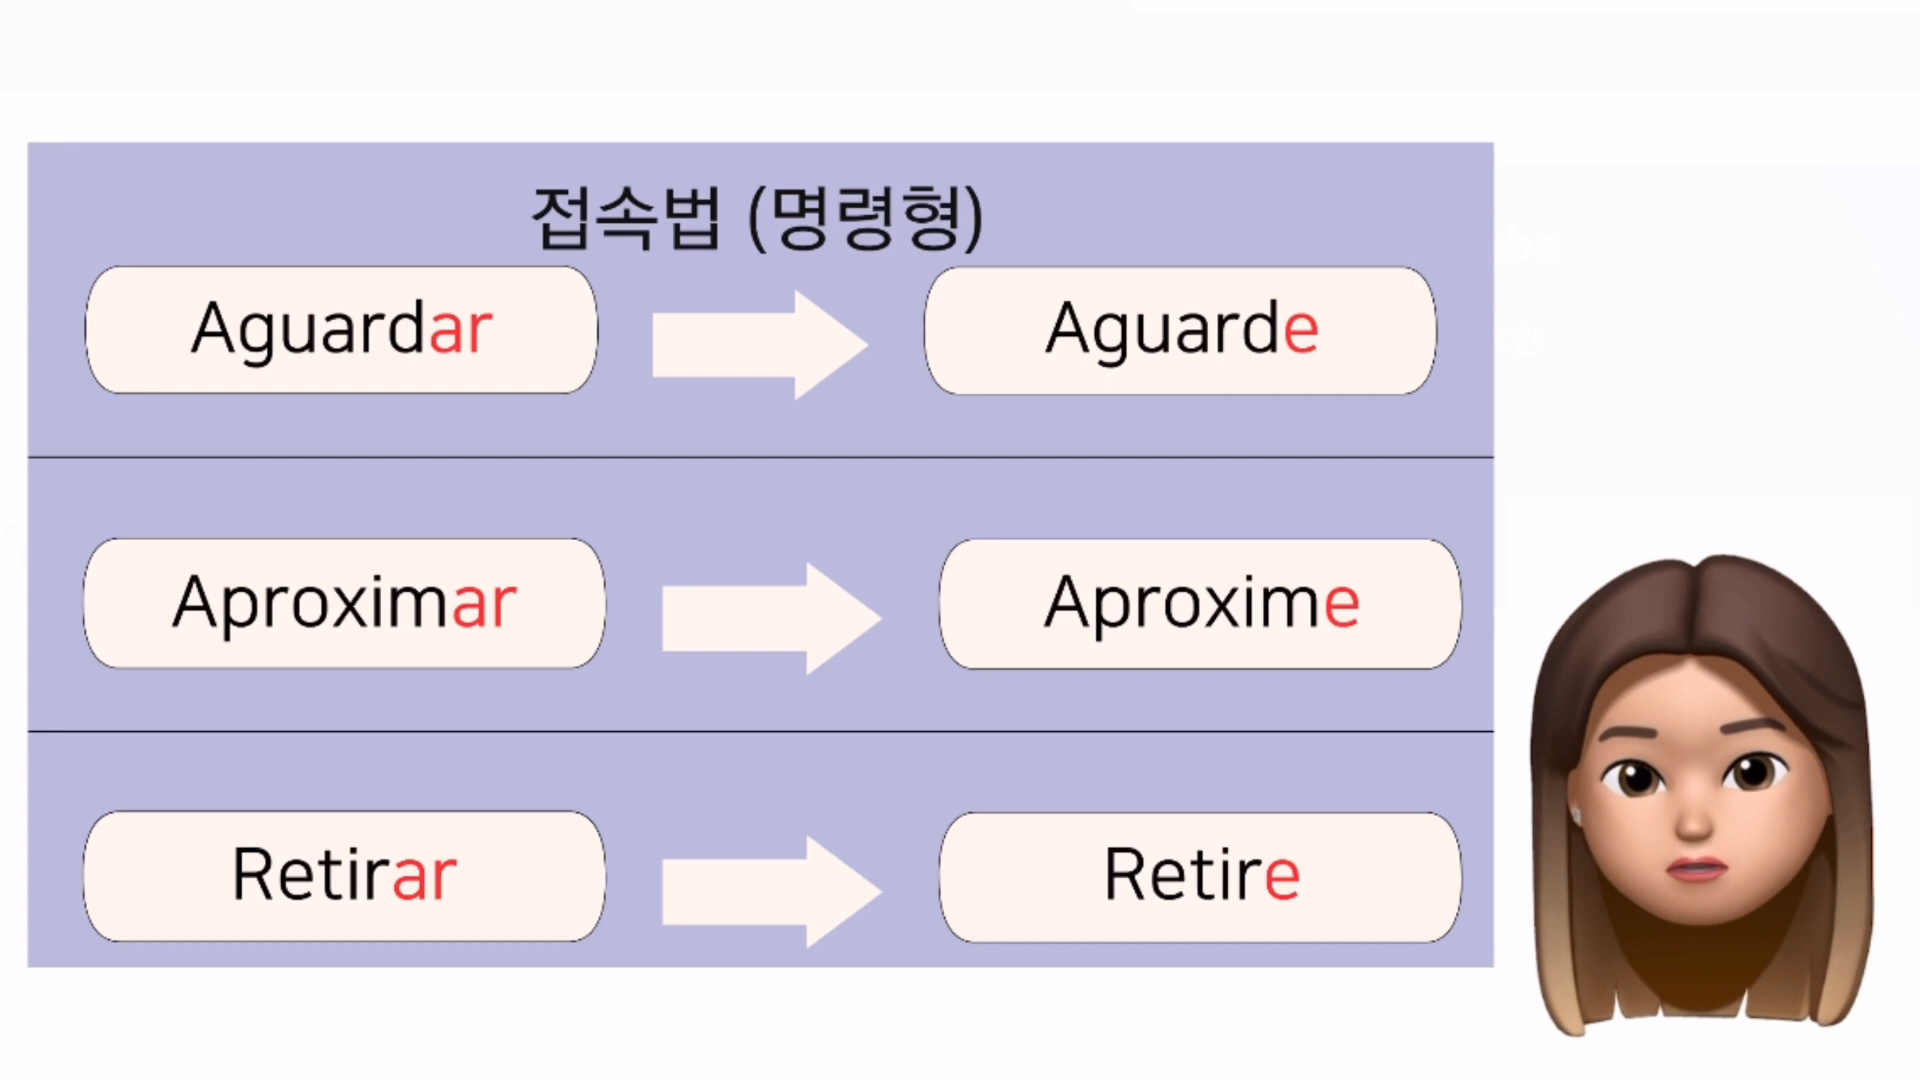 접속법 (명령형)
Aguardar
Aguarde
Aproximar
Aproxime
Retirar
Retire